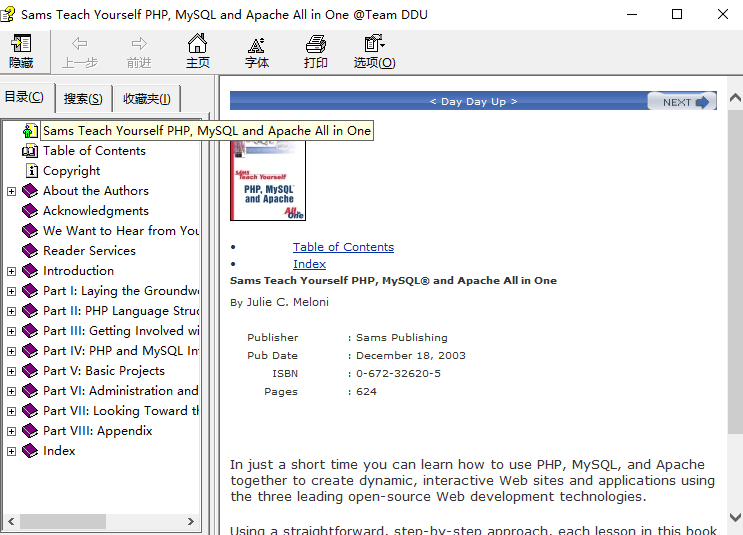 Sams Teach Yourself PHP, MySQL and Apache All in One @Team DDU
隐藏 上一步 前进 主页 字体 打印 选项(O)
目录(C) 搜索(S) 收藏夹(I)
Sams Teach Yourself PHP, MySQL and Apache All in One
Table of Contents
Copyright
About the Authors
Acknowledgments
We Want to Hear from You
Reader Services
Introduction
Part I: Laying the Groundw
Part II: PHP Language Struc
Part III: Getting Involved wi
Part IV: PHP and MySQL In
Part V: Basic Projects
Part VI: Administration and
Part VII: Looking Toward th
Part VIII: Appendix
Index
< Day Day Up >
NEXT
SAMS
Teach Yourself
PHP, MySQL
and Apache
All in One
• Table of Contents
• Index
Sams Teach Yourself PHP, MySQL® and Apache All in One
By Julie C. Meloni
Publisher : Sams Publishing
Pub Date : December 18, 2003
ISBN : 0-672-32620-5
Pages : 624
In just a short time you can learn how to use PHP, MySQL, and Apache
together to create dynamic, interactive Web sites and applications using
the three leading open-source Web development technologies.
Using a straightforward, step-by-step approach, each lesson in this book